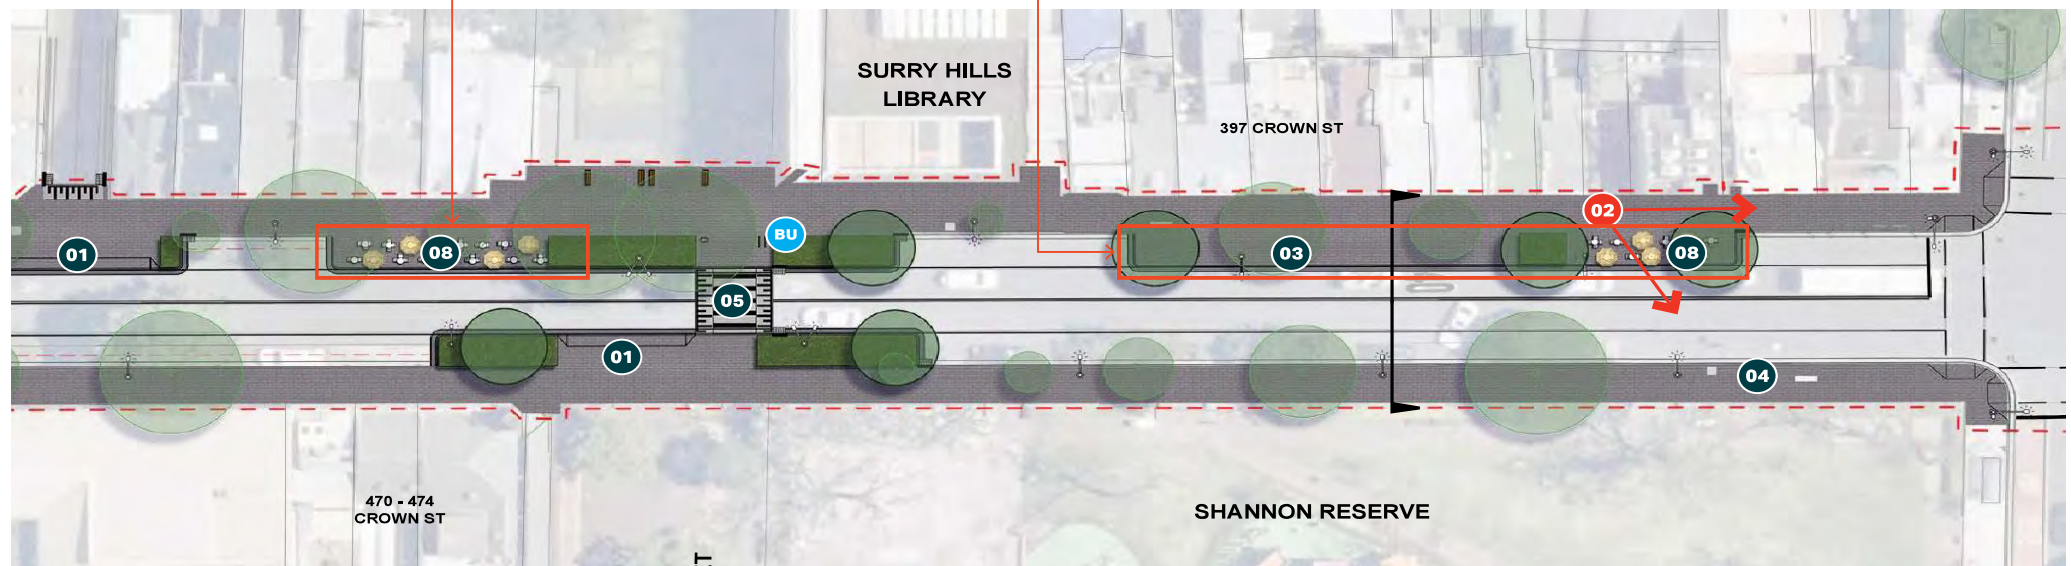 SURRY HILLS
LIBRARY
397 CROWN ST
02
BU
01
08
03
08
05
01
04
470 - 474
CROWN ST
SHANNON RESERVE